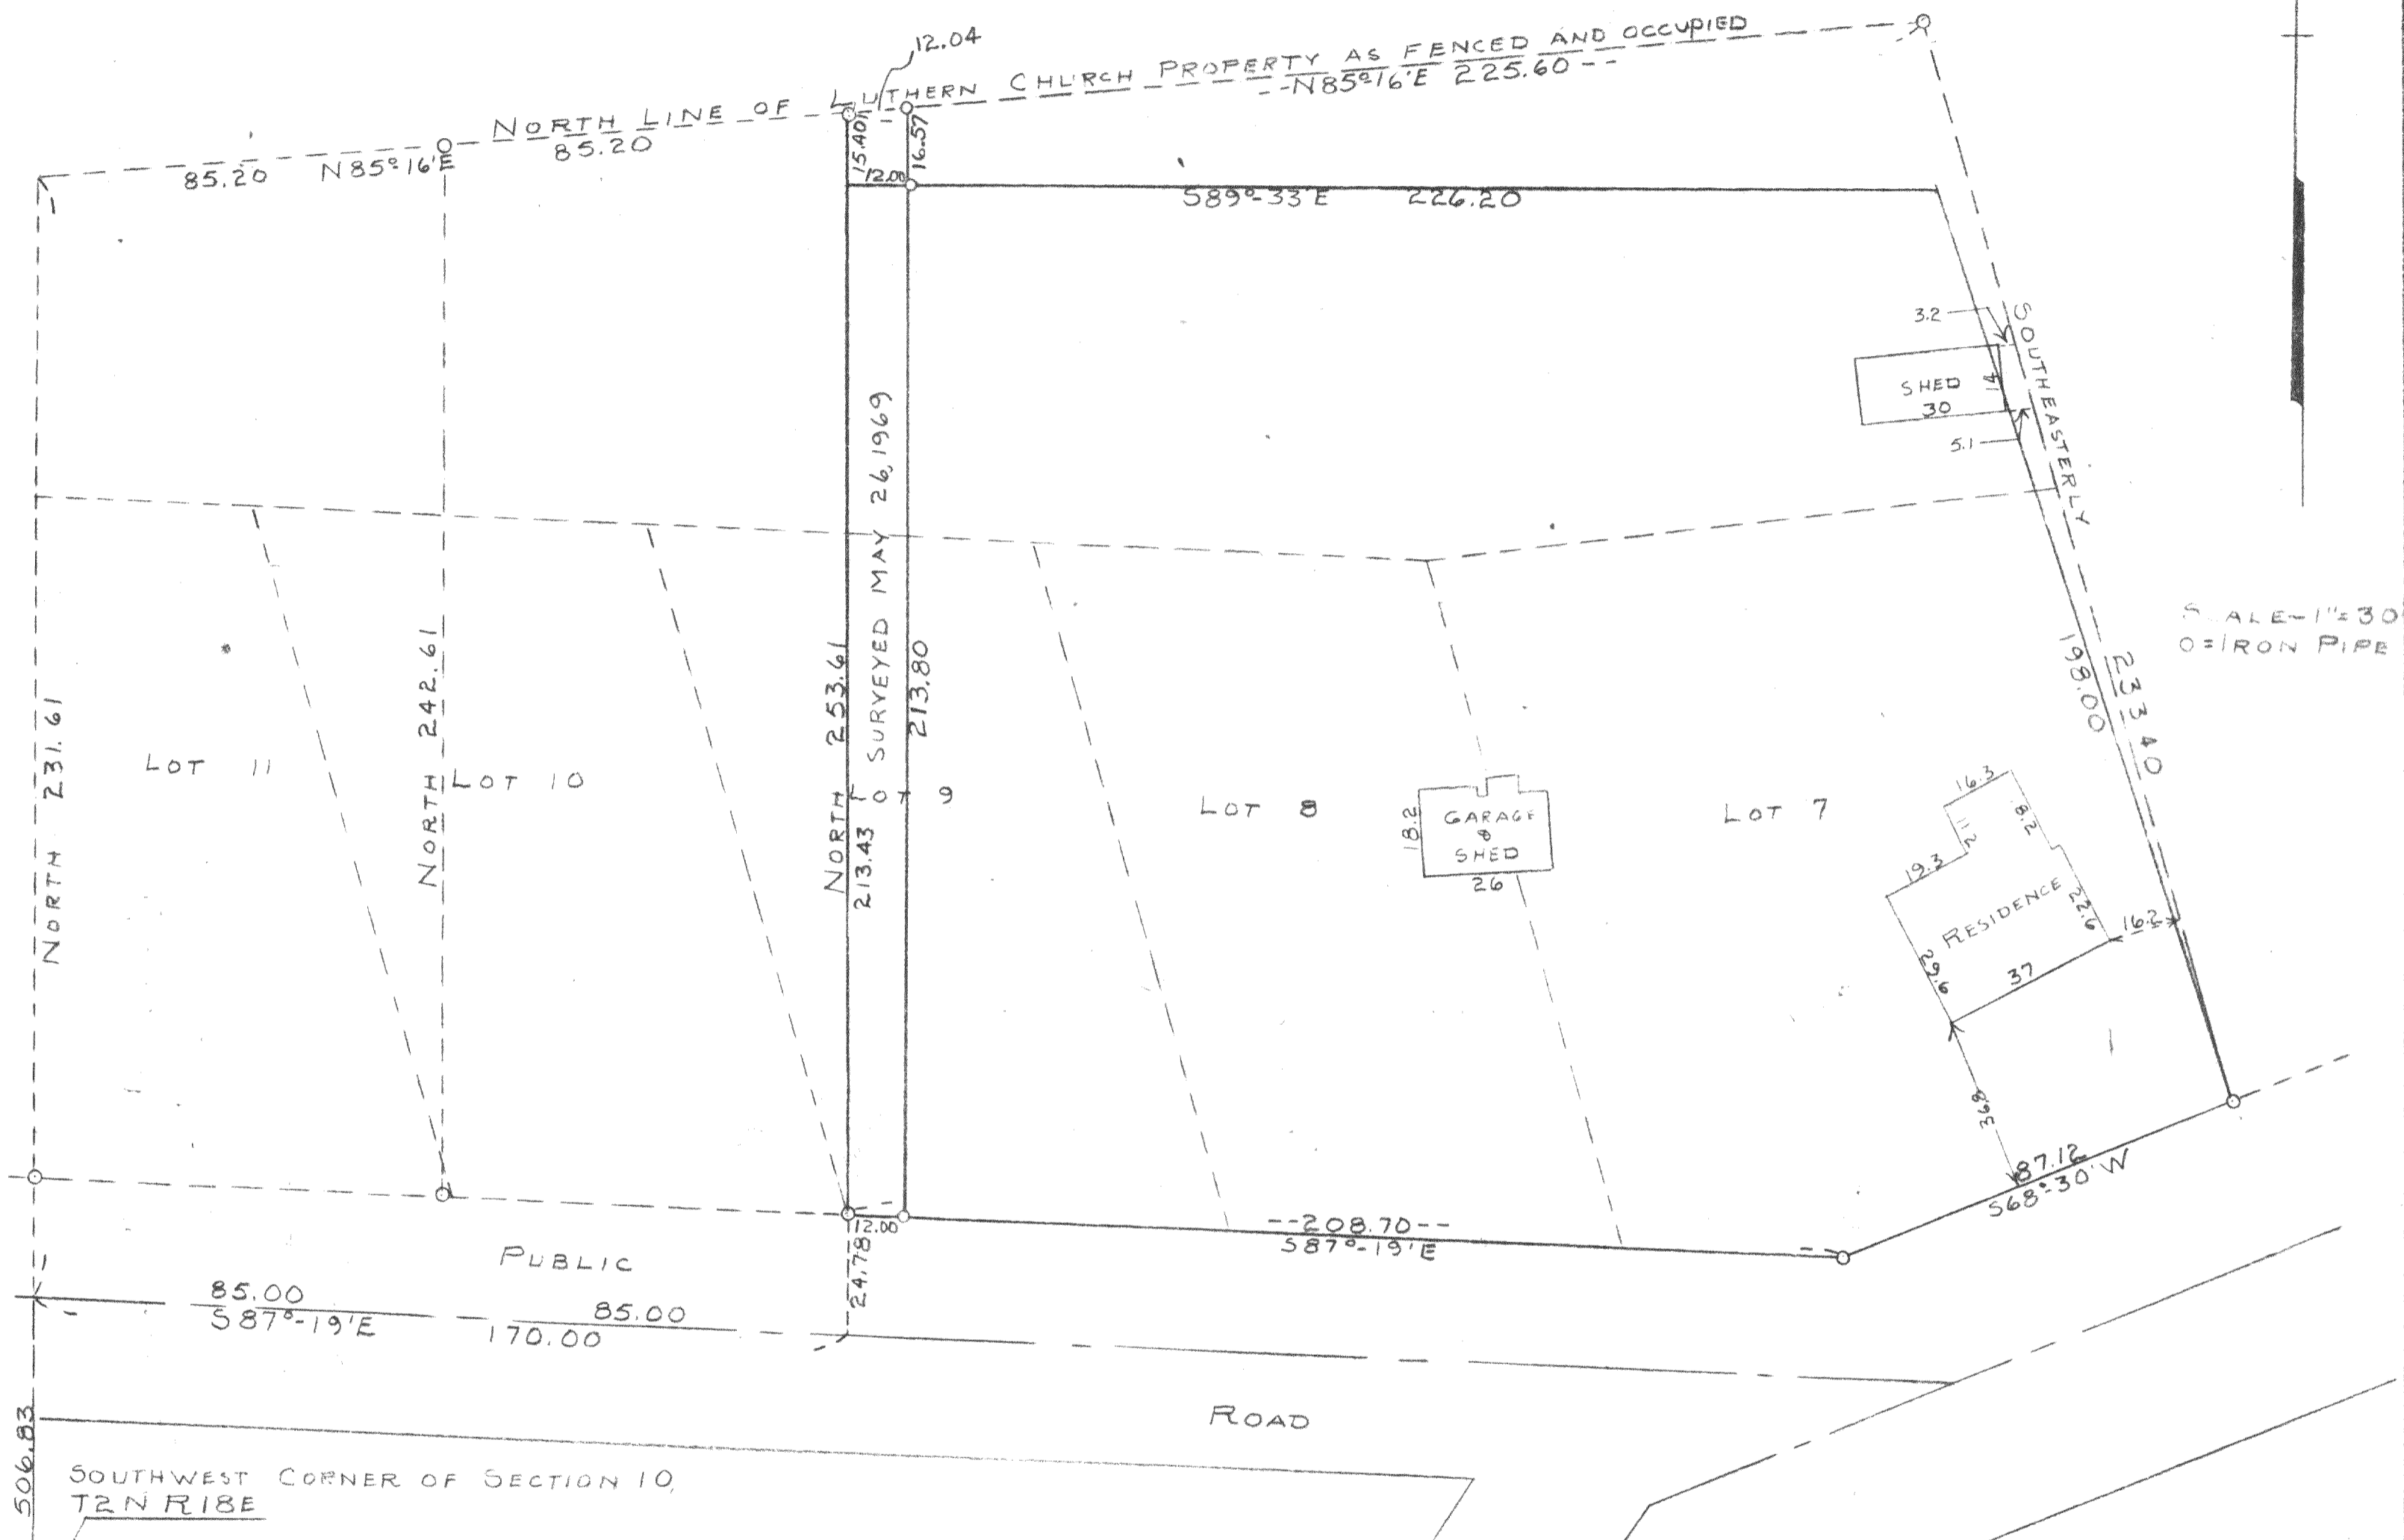 12.04
NORTH LINE OF LUTHERN CHURCH PROPERTY AS FENCED AND OCCUPIED
N85°16'E 225.60
85.20 N85°16'E 85.20
15.40
16.57
12.00
S89°-33'E 226.20
3.2
SHED
14
30
5.1
SOUTHEASTERLY
233.40
198.00
SCALE-1"=30
O=IRON PIPE
SURVEYED MAY 26,1969
NORTH 231.61
NORTH 242.61
NORTH 253.61
213.43
213.80
LOT 11
LOT 10
LOT 9
LOT 8
LOT 7
18.2
GARAGE
&
SHED
26
16.3
11.2
8.2
19.3
RESIDENCE
22.6
16.2
29.6
37
36.8
87.12
S68°-30'W
12.00
24.78
--208.70--
S87°-19'E
PUBLIC
85.00 85.00
S87°-19'E 170.00
ROAD
506.83
SOUTHWEST CORNER OF SECTION 10,
T2N R18E